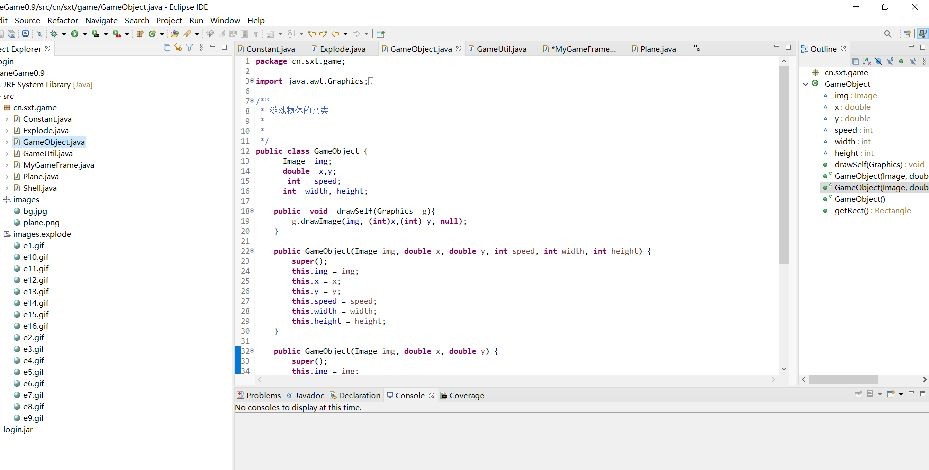 eGame0.9/src/cn/sxt/game/GameObject.java - Eclipse IDE
dit Source Refactor Navigate Search Project Run Window Help
ect Explorer
ogin
aneGame0.9
JRE System Library [Java]
src
cn.sxt.game
Constant.java
Explode.java
GameObject.java
GameUtil.java
MyGameFrame.java
Plane.java
Shell.java
images
bg.jpg
plane.png
images.explode
e1.gif
e10.gif
e11.gif
e12.gif
e13.gif
e14.gif
e15.gif
e16.gif
e2.gif
e3.gif
e4.gif
e5.gif
e6.gif
e7.gif
e8.gif
e9.gif
login.jar
Constant.java Explode.java GameObject.java GameUtil.java *MyGameFrame... Plane.java
1 package cn.sxt.game;
2
3 import java.awt.Graphics;
6
7 /**
8 * 游戏物体的父类
9 *
10 *
11 */
12 public class GameObject {
13 Image img;
14 double x,y;
15 int speed;
16 int width, height;
17
18 public void drawSelf(Graphics g){
19 g.drawImage(img, (int)x,(int) y, null);
20 }
21
22 public GameObject(Image img, double x, double y, int speed, int width, int height) {
23 super();
24 this.img = img;
25 this.x = x;
26 this.y = y;
27 this.speed = speed;
28 this.width = width;
29 this.height = height;
30 }
31
32 public GameObject(Image img, double x, double y) {
33 super();
34 this.img = img;
Outline
cn.sxt.game
GameObject
img : Image
x : double
y : double
speed : int
width : int
height : int
drawSelf(Graphics) : void
GameObject(Image, doub
GameObject(Image, doub
GameObject()
getRect() : Rectangle
Problems Javadoc Declaration Console Coverage
No consoles to display at this time.